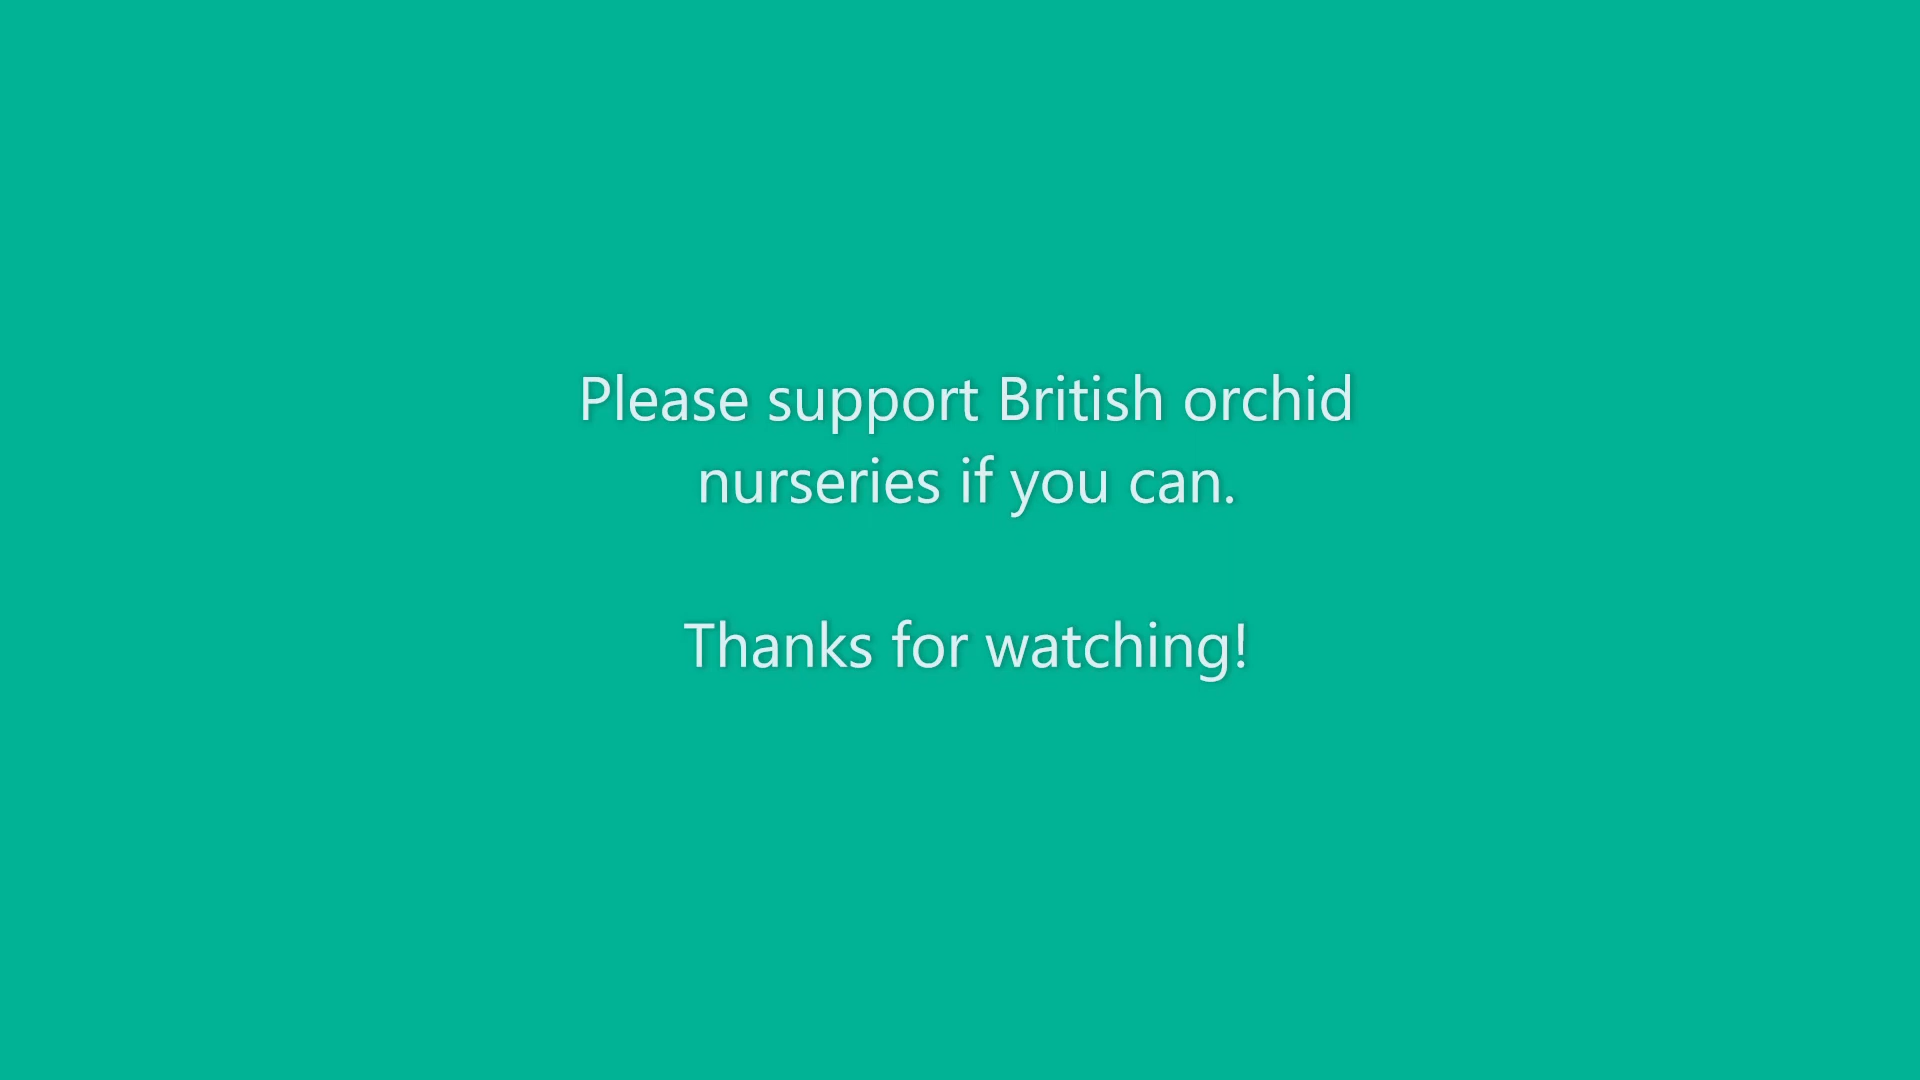 Please support British orchid
nurseries if you can.
Thanks for watching!